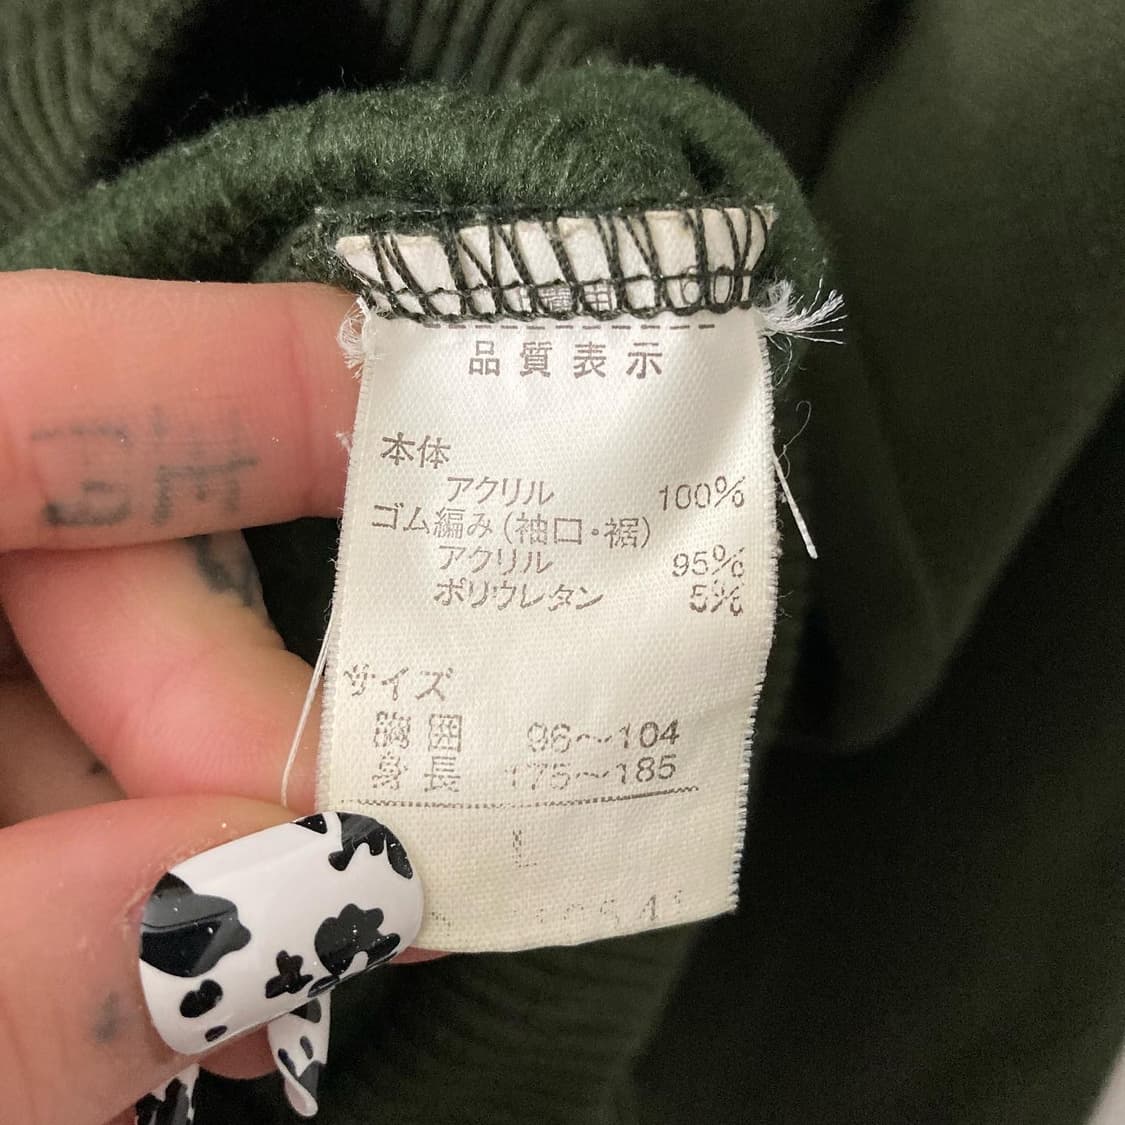 品質表示
本体
アクリル 100%
ゴム編み(袖口・裾)
アクリル 95%
ポリウレタン 5%
サイズ
胸囲 96～104
身長 175～185
L